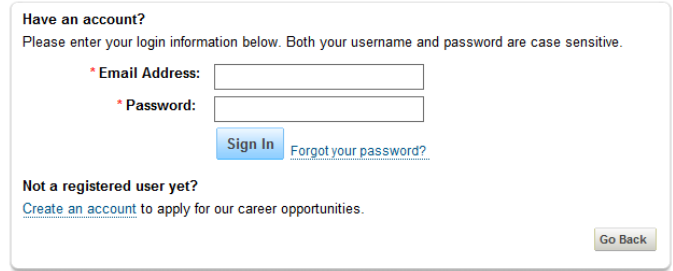 Have an account?
Please enter your login information below. Both your username and password are case sensitive.
* Email Address:
* Password:
Sign In Forgot your password?
Not a registered user yet?
Create an account to apply for our career opportunities.
Go Back